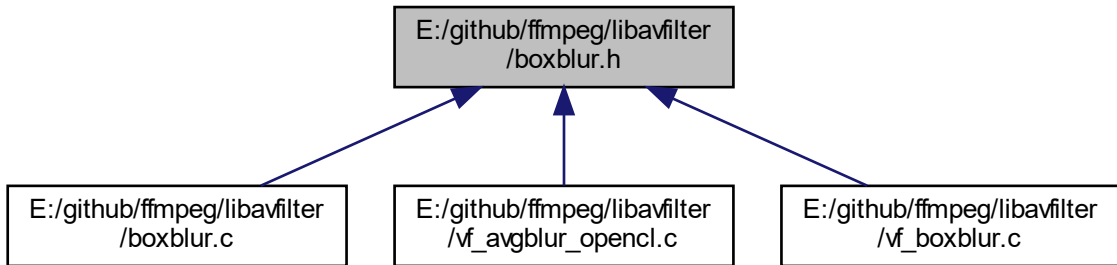 E:/github/ffmpeg/libavfilter
/boxblur.h
E:/github/ffmpeg/libavfilter
/boxblur.c
E:/github/ffmpeg/libavfilter
/vf_avgblur_opencl.c
E:/github/ffmpeg/libavfilter
/vf_boxblur.c